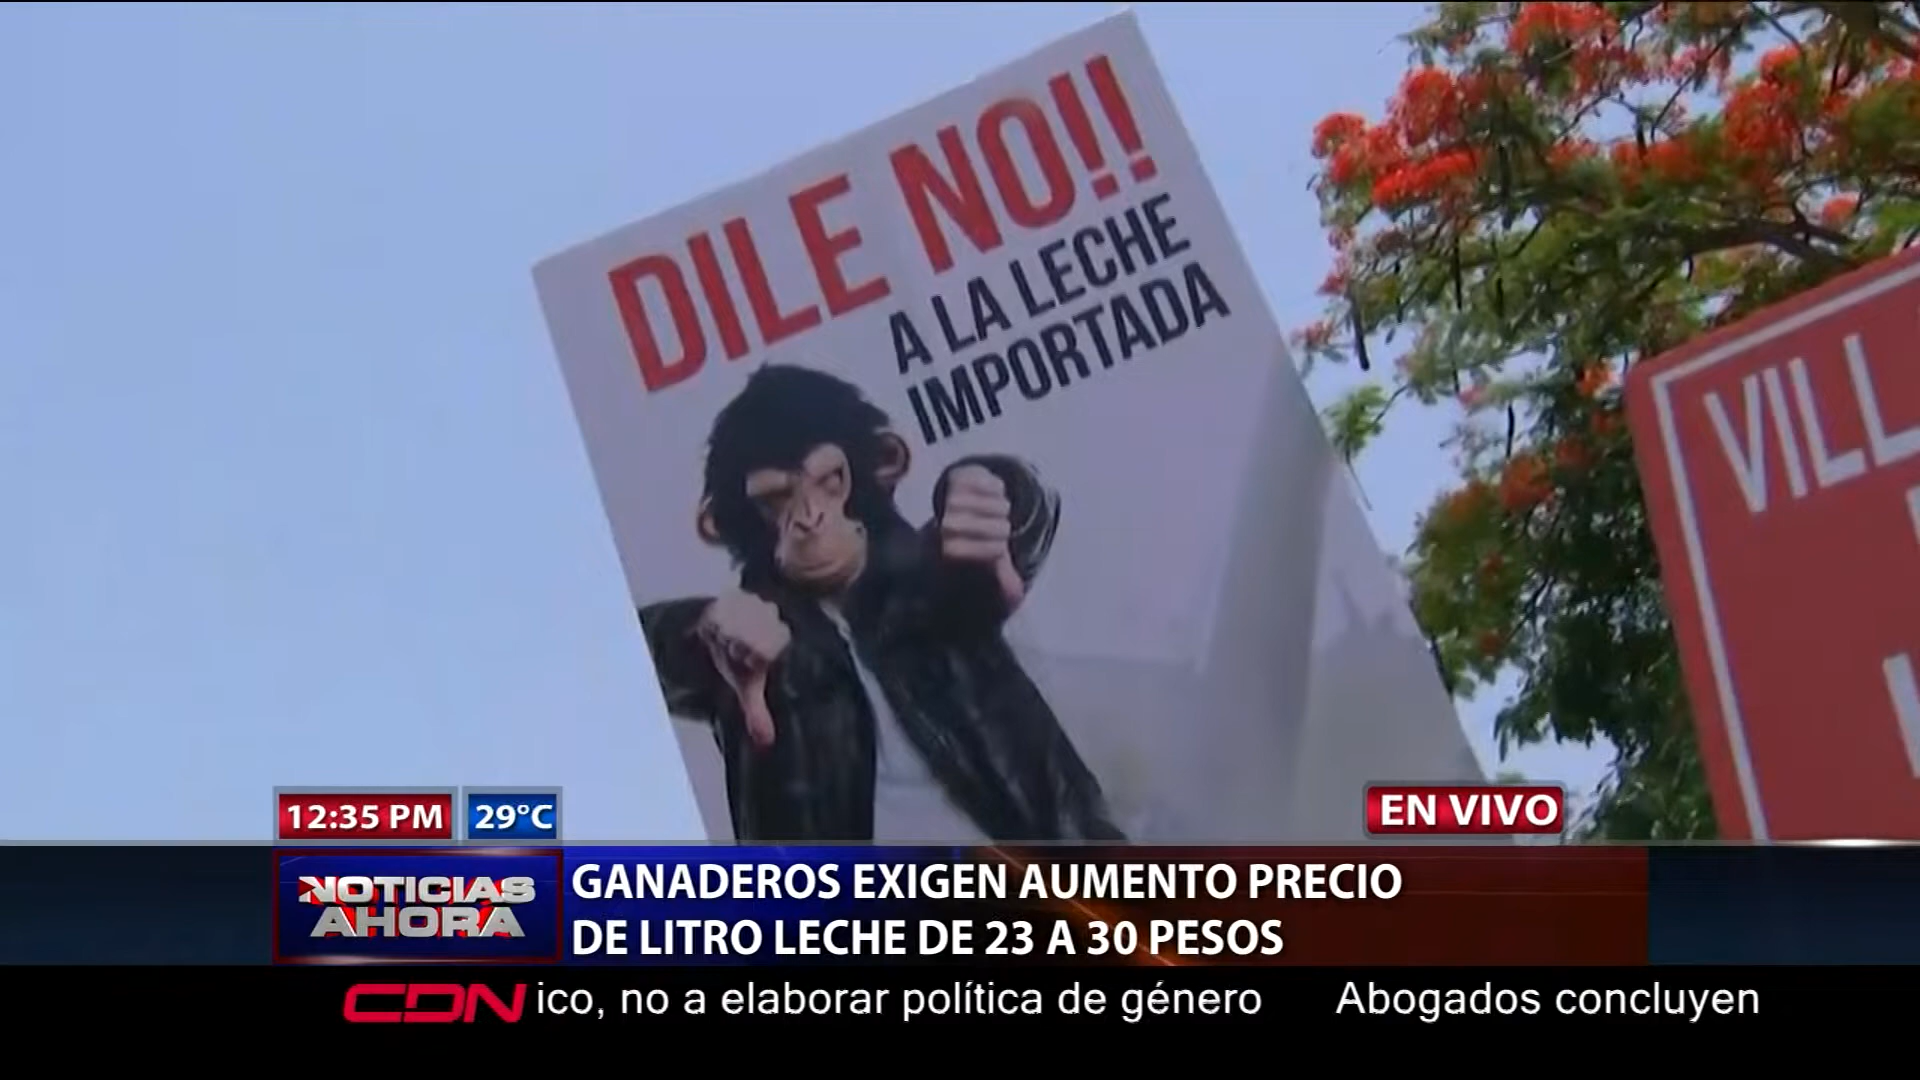 DILE NO!!
A LA LECHE
IMPORTADA
VILL
12:35 PM
29°C
EN VIVO
NOTICIAS
AHORA
GANADEROS EXIGEN AUMENTO PRECIO
DE LITRO LECHE DE 23 A 30 PESOS
CDN
ico, no a elaborar política de género
Abogados concluyen